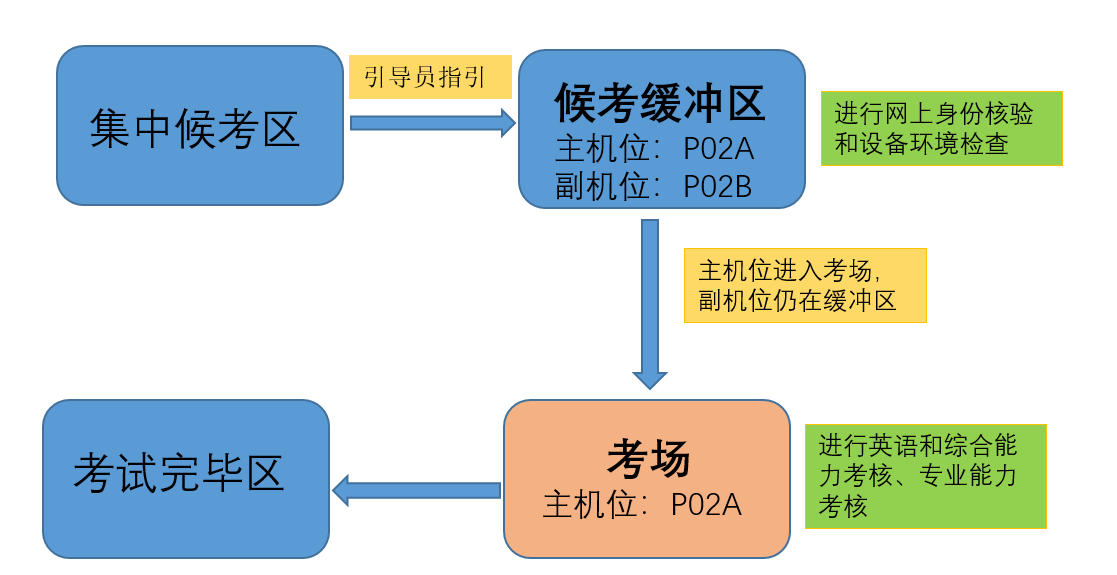 集中候考区
引导员指引
候考缓冲区
主机位：P02A
副机位：P02B
进行网上身份核验
和设备环境检查
主机位进入考场,
副机位仍在缓冲区
考场
主机位：P02A
进行英语和综合能
力考核、专业能力
考核
考试完毕区